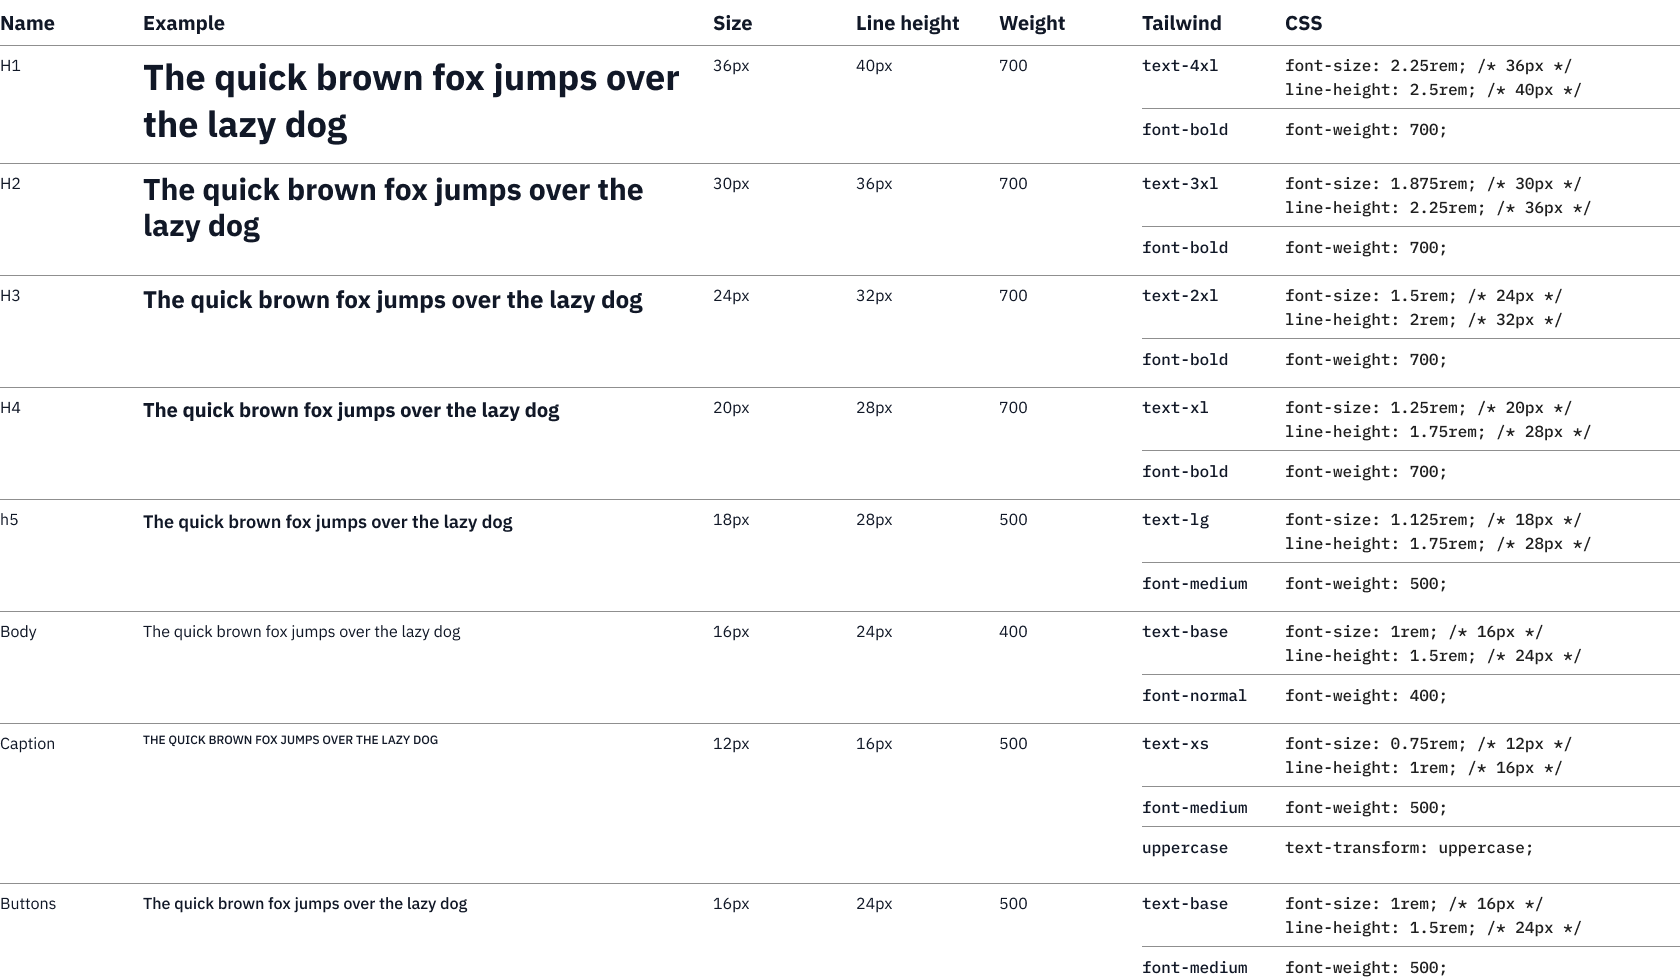 Name Example Size Line height Weight Tailwind CSS
H1 The quick brown fox jumps over 36px 40px 700 text-4xl font-size: 2.25rem; /* 36px */
line-height: 2.5rem; /* 40px */
the lazy dog font-bold font-weight: 700;
H2 The quick brown fox jumps over the 30px 36px 700 text-3xl font-size: 1.875rem; /* 30px */
line-height: 2.25rem; /* 36px */
lazy dog font-bold font-weight: 700;
H3 The quick brown fox jumps over the lazy dog 24px 32px 700 text-2xl font-size: 1.5rem; /* 24px */
line-height: 2rem; /* 32px */
font-bold font-weight: 700;
H4 The quick brown fox jumps over the lazy dog 20px 28px 700 text-xl font-size: 1.25rem; /* 20px */
line-height: 1.75rem; /* 28px */
font-bold font-weight: 700;
h5 The quick brown fox jumps over the lazy dog 18px 28px 500 text-lg font-size: 1.125rem; /* 18px */
line-height: 1.75rem; /* 28px */
font-medium font-weight: 500;
Body The quick brown fox jumps over the lazy dog 16px 24px 400 text-base font-size: 1rem; /* 16px */
line-height: 1.5rem; /* 24px */
font-normal font-weight: 400;
Caption THE QUICK BROWN FOX JUMPS OVER THE LAZY DOG 12px 16px 500 text-xs font-size: 0.75rem; /* 12px */
line-height: 1rem; /* 16px */
font-medium font-weight: 500;
uppercase text-transform: uppercase;
Buttons The quick brown fox jumps over the lazy dog 16px 24px 500 text-base font-size: 1rem; /* 16px */
line-height: 1.5rem; /* 24px */
font-medium font-weight: 500;